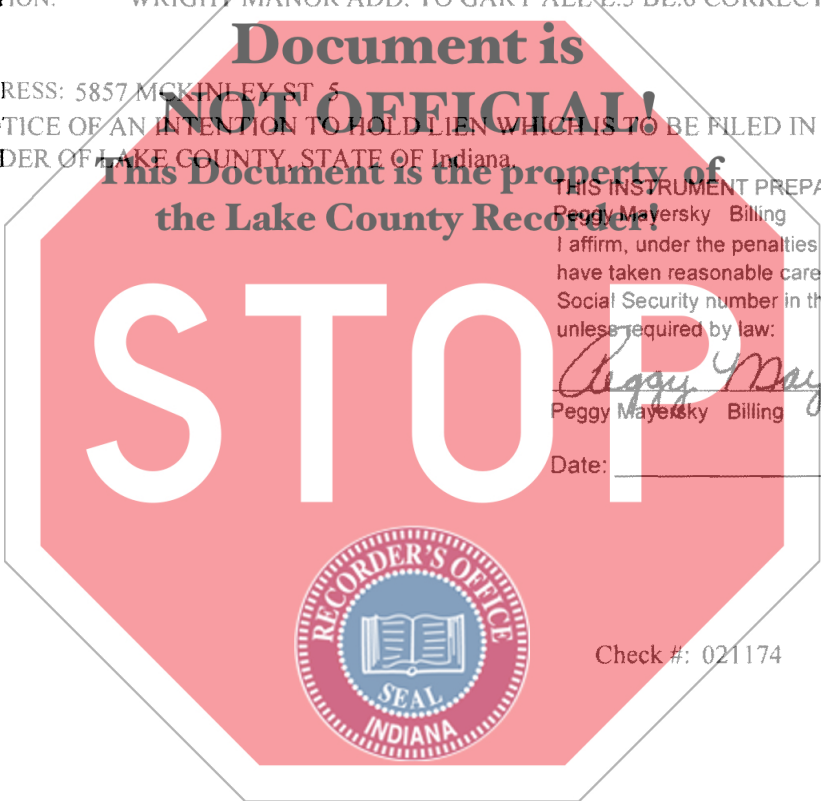 TION: WRIGHT MANOR ADD. TO GARY ALL L.5 BL.6 CORRECT
Document is
RESS: 5857 MCKINLEY ST 5
NOT OFFICIAL!
TICE OF AN INTENTION TO HOLD LIEN WHICH IS TO BE FILED IN
DER OF LAKE COUNTY, STATE OF Indiana.
This Document is the property of
the Lake County Recorder!
THIS INSTRUMENT PREPA
Peggy Mayersky Billing
I affirm, under the penalties
have taken reasonable care
Social Security number in th
unless required by law:
Peggy May
Peggy Mayersky Billing
Date:
STOP
RECORDER'S OFFICE
SEAL
INDIANA
Check #: 021174